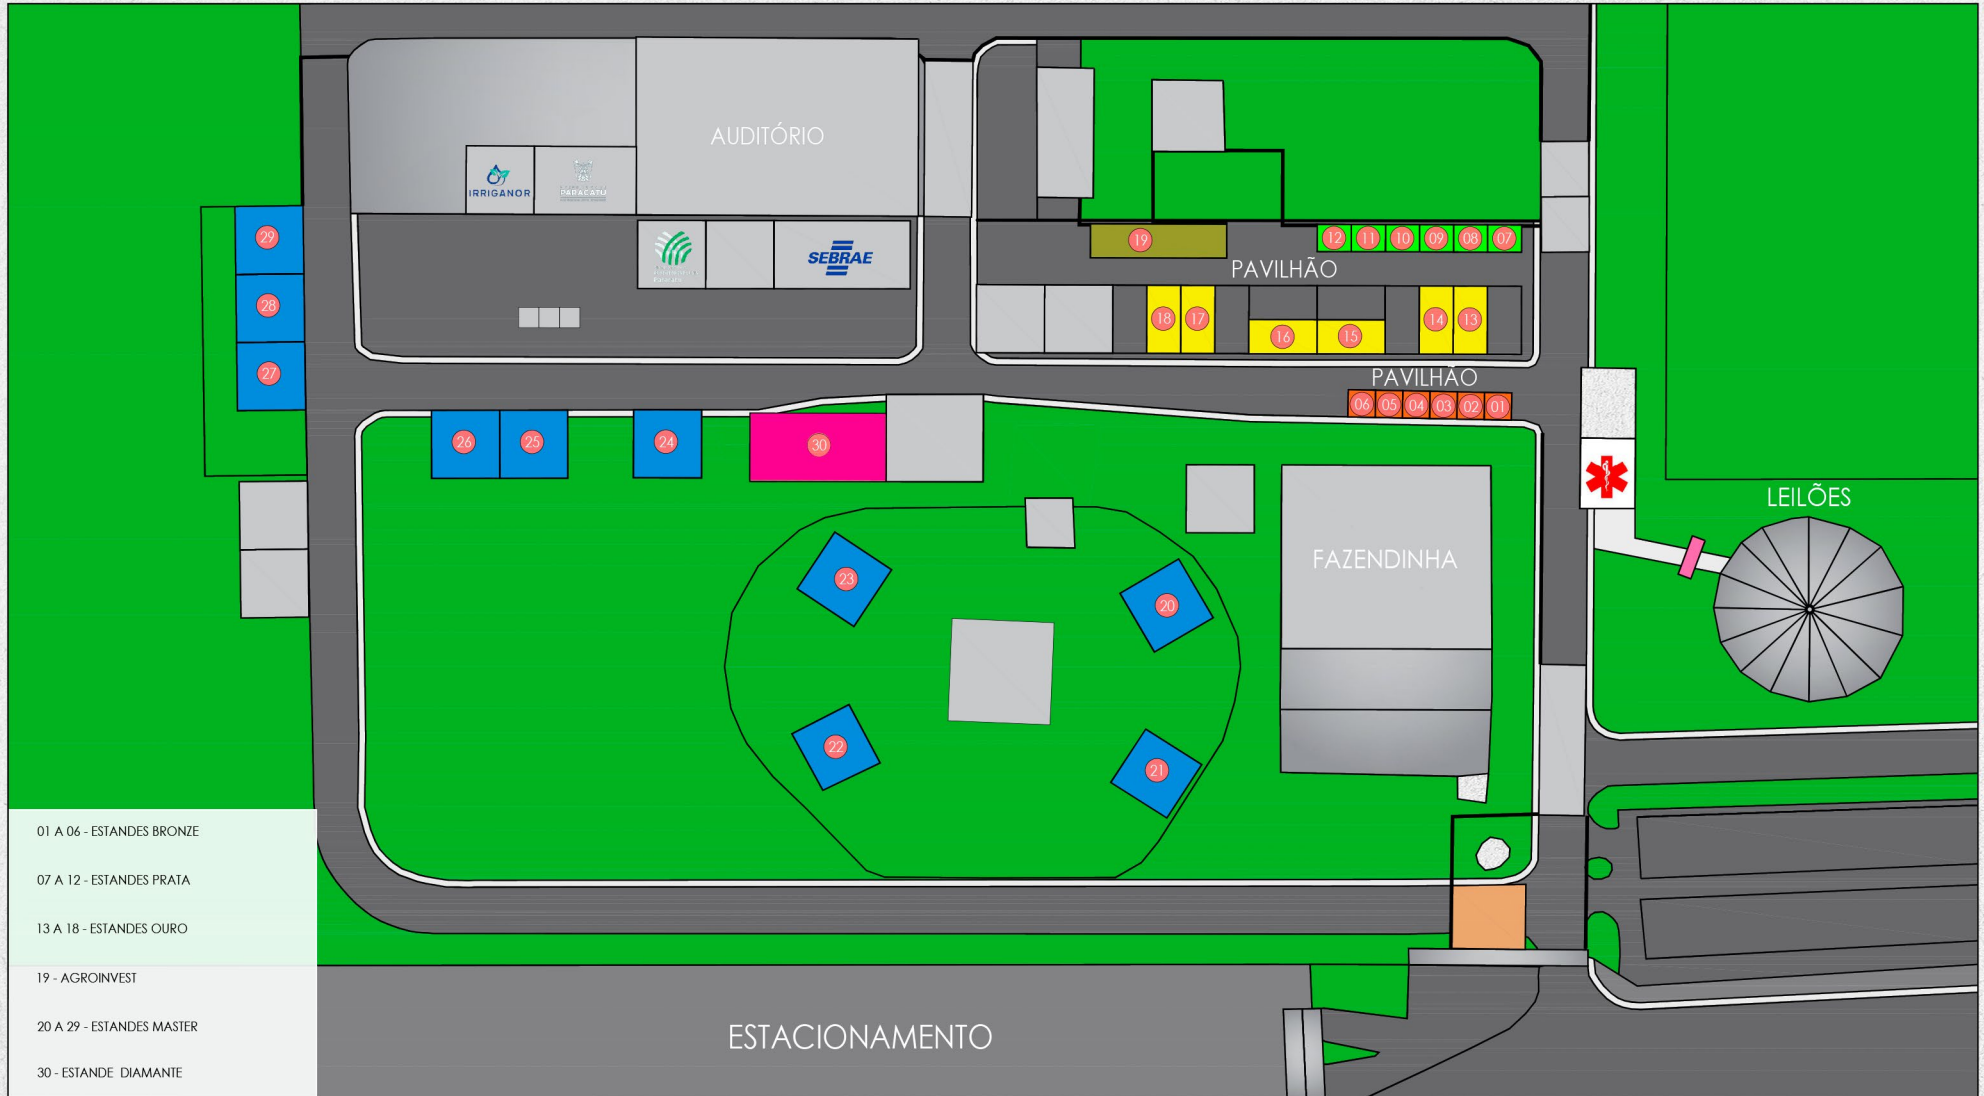 AUDITÓRIO
IRRIGANOR
PARACATU
SEBRAE
29
28
27
19
12 11 10 09 08 07
PAVILHÃO
18 17
16 15
14 13
PAVILHÃO
06 05 04 03 02 01
26 25 24 30
LEILÕES
FAZENDINHA
23 20
22 21
01 A 06 - ESTANDES BRONZE
07 A 12 - ESTANDES PRATA
13 A 18 - ESTANDES OURO
19 - AGROINVEST
20 A 29 - ESTANDES MASTER
30 - ESTANDE DIAMANTE
ESTACIONAMENTO